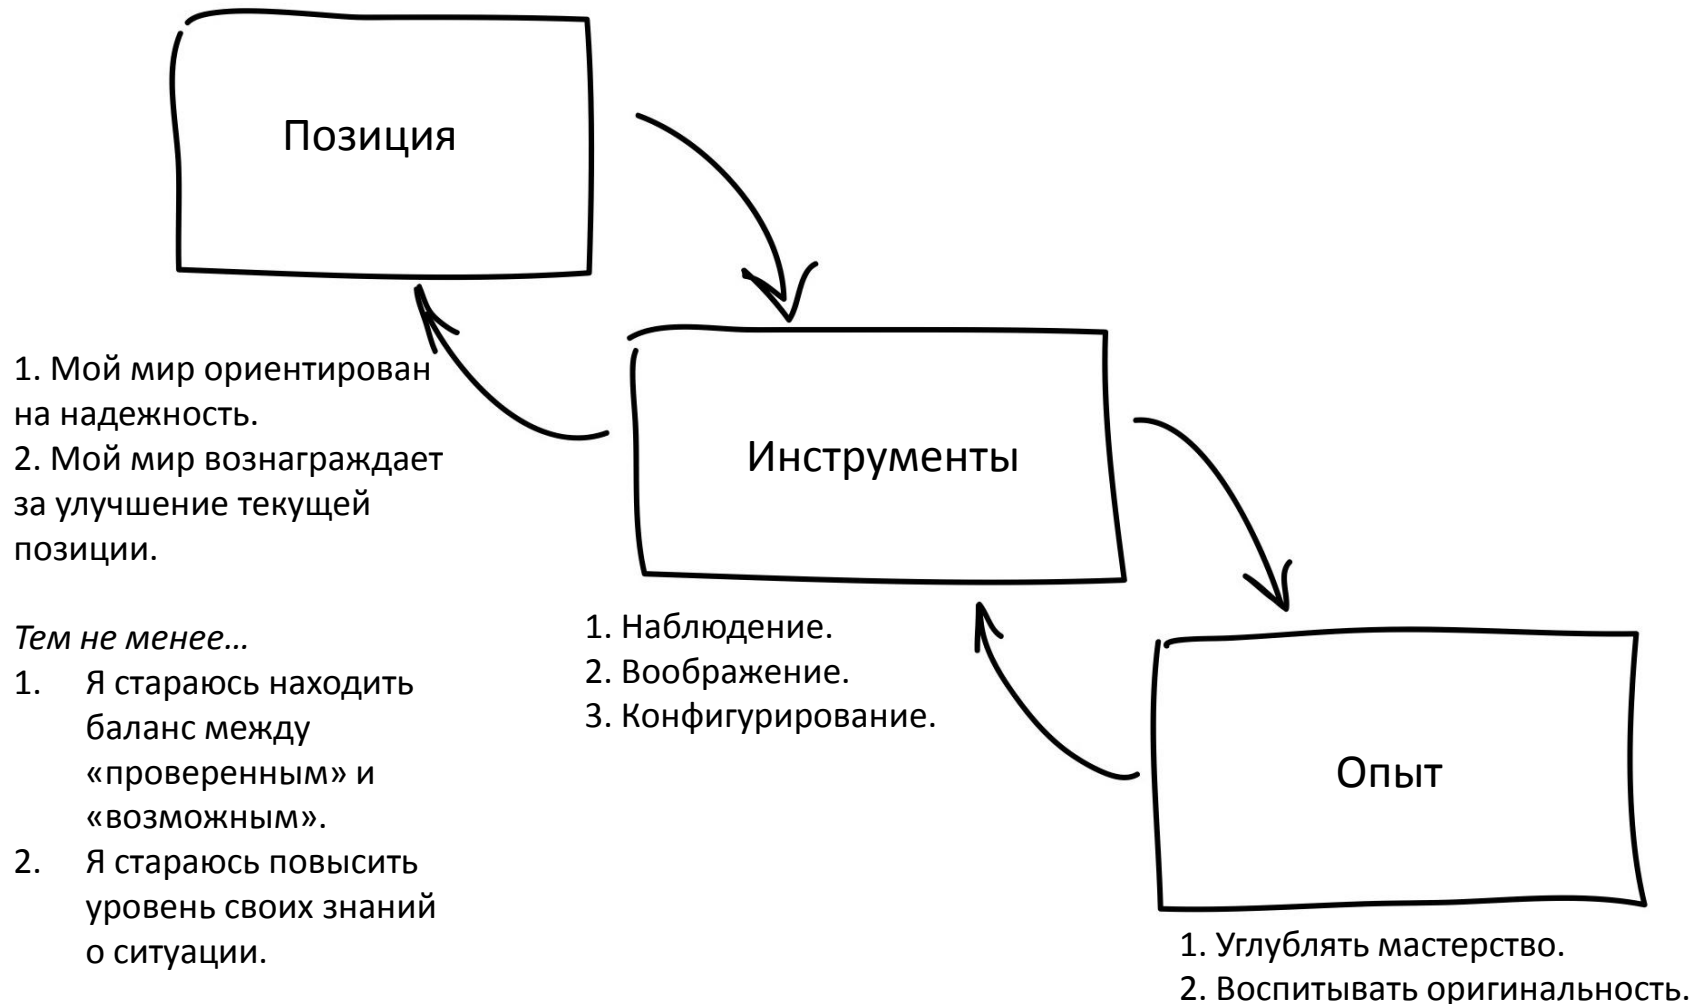 Позиция
1. Мой мир ориентирован
на надежность.
2. Мой мир вознаграждает
за улучшение текущей
позиции.
Тем не менее...
1. Я стараюсь находить
баланс между
«проверенным» и
«возможным».
2. Я стараюсь повысить
уровень своих знаний
о ситуации.
Инструменты
1. Наблюдение.
2. Воображение.
3. Конфигурирование.
Опыт
1. Углублять мастерство.
2. Воспитывать оригинальность.